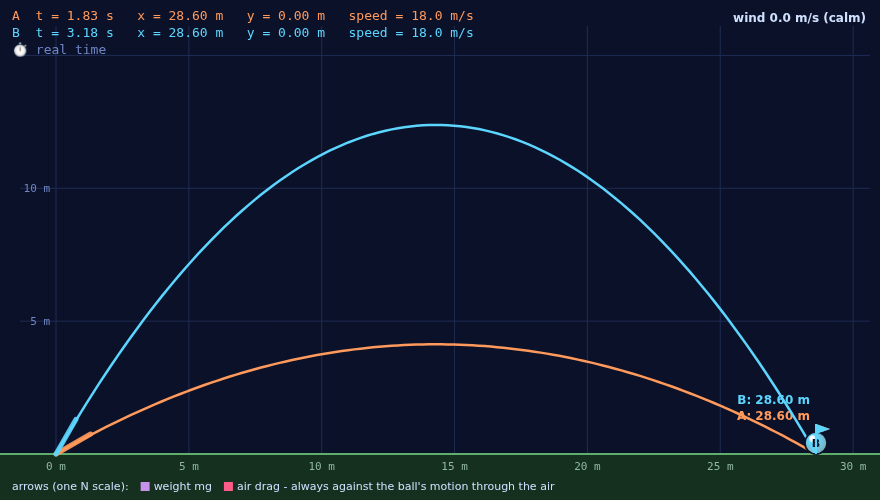 A  t = 1.83 s   x = 28.60 m   y = 0.00 m   speed = 18.0 m/s
wind 0.0 m/s (calm)
B  t = 3.18 s   x = 28.60 m   y = 0.00 m   speed = 18.0 m/s
⏱ real time
10 m
5 m
B: 28.60 m
A: 28.60 m
B
0 m   5 m   10 m   15 m   20 m   25 m   30 m
arrows (one N scale):   weight mg   air drag - always against the ball's motion through the air